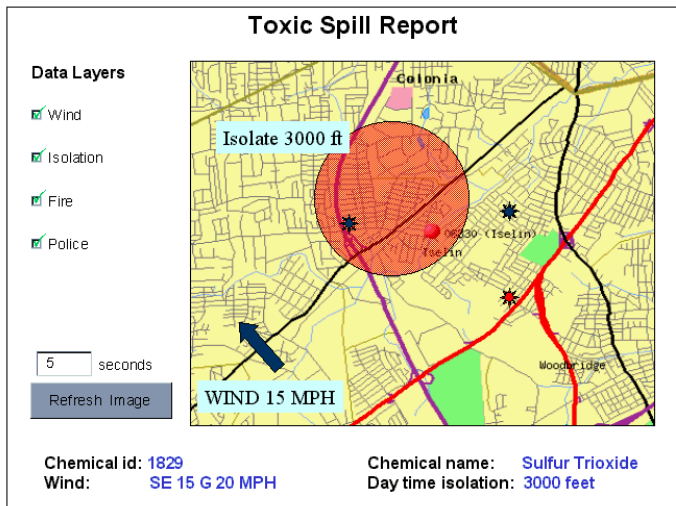 Toxic Spill Report
Data Layers
Wind
Isolation
Fire
Police
5 seconds
Refresh Image
Colonia
Isolate 3000 ft
08830 (Iselin)
Iselin
Woodbridge
WIND 15 MPH
Chemical id: 1829
Chemical name: Sulfur Trioxide
Wind: SE 15 G 20 MPH
Day time isolation: 3000 feet